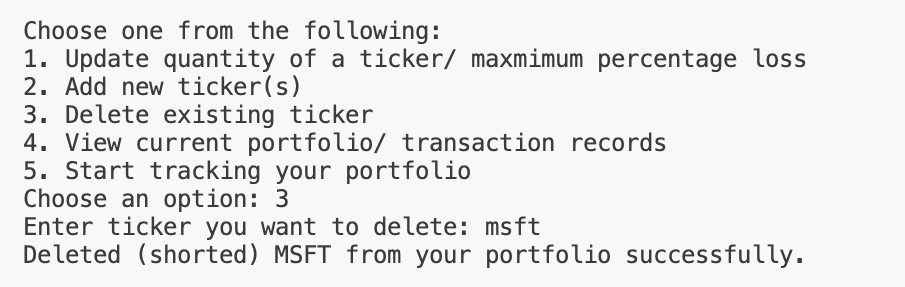 Choose one from the following:
1. Update quantity of a ticker/ maxmimum percentage loss
2. Add new ticker(s)
3. Delete existing ticker
4. View current portfolio/ transaction records
5. Start tracking your portfolio
Choose an option: 3
Enter ticker you want to delete: msft
Deleted (shorted) MSFT from your portfolio successfully.